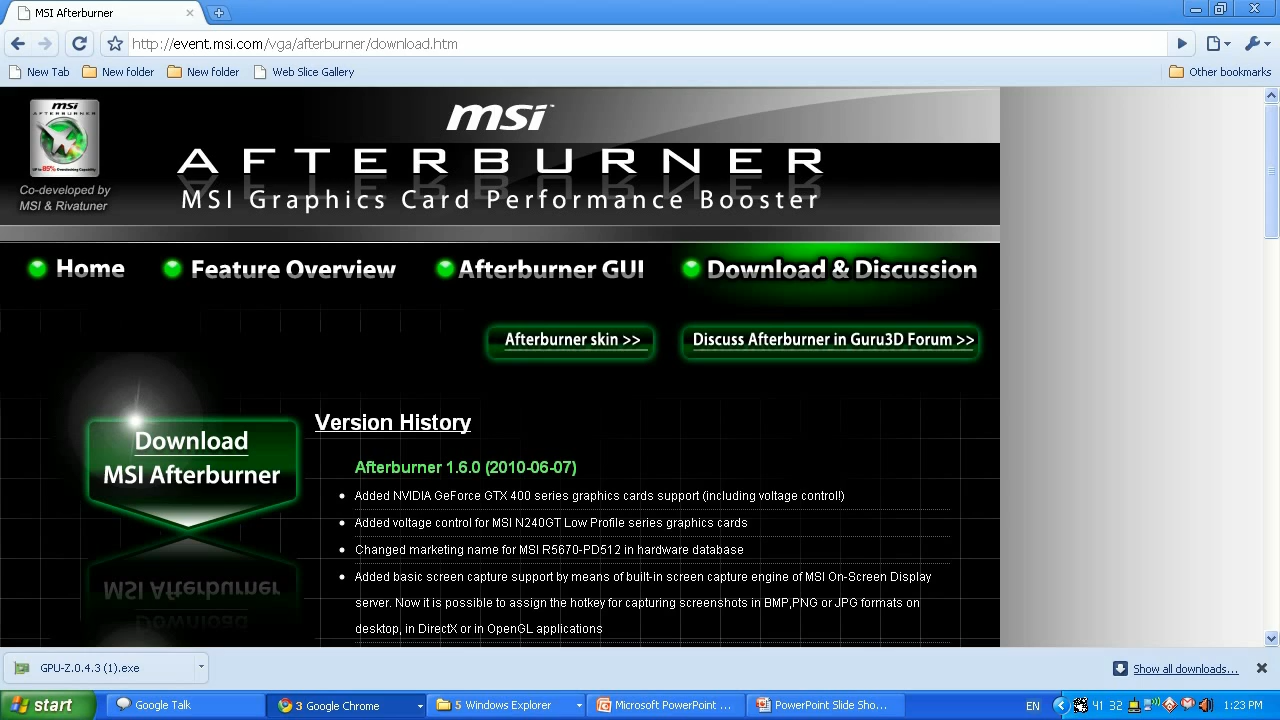 MSI Afterburner
http://event.msi.com/vga/afterburner/download.htm
New Tab New folder New folder Web Slice Gallery Other bookmarks
msi
AFTERBURNER
Co-developed by
MSI & Rivatuner
msi™
AFTERBURNER
MSI Graphics Card Performance Booster
Home Feature Overview Afterburner GUI Download & Discussion
Afterburner skin >> Discuss Afterburner in Guru3D Forum >>
Download
MSI Afterburner
Version History
Afterburner 1.6.0 (2010-06-07)
• Added NVIDIA GeForce GTX 400 series graphics cards support (including voltage control!)
• Added voltage control for MSI N240GT Low Profile series graphics cards
• Changed marketing name for MSI R5670-PD512 in hardware database
• Added basic screen capture support by means of built-in screen capture engine of MSI On-Screen Display
server. Now it is possible to assign the hotkey for capturing screenshots in BMP,PNG or JPG formats on
desktop, in DirectX or in OpenGL applications
GPU-Z.0.4.3 (1).exe Show all downloads...
start Google Talk 3 Google Chrome 5 Windows Explorer Microsoft PowerPoint ... PowerPoint Slide Sho... EN 41 32 1:23 PM